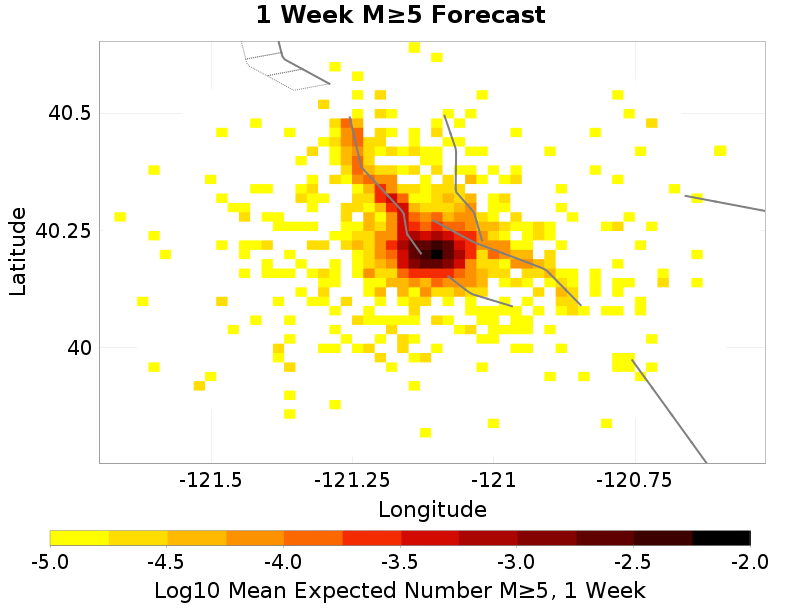 1 Week M≥5 Forecast
40.5
40.25
40
Latitude
-121.5 -121.25 -121 -120.75
Longitude
-5.0 -4.5 -4.0 -3.5 -3.0 -2.5 -2.0
Log10 Mean Expected Number M≥5, 1 Week